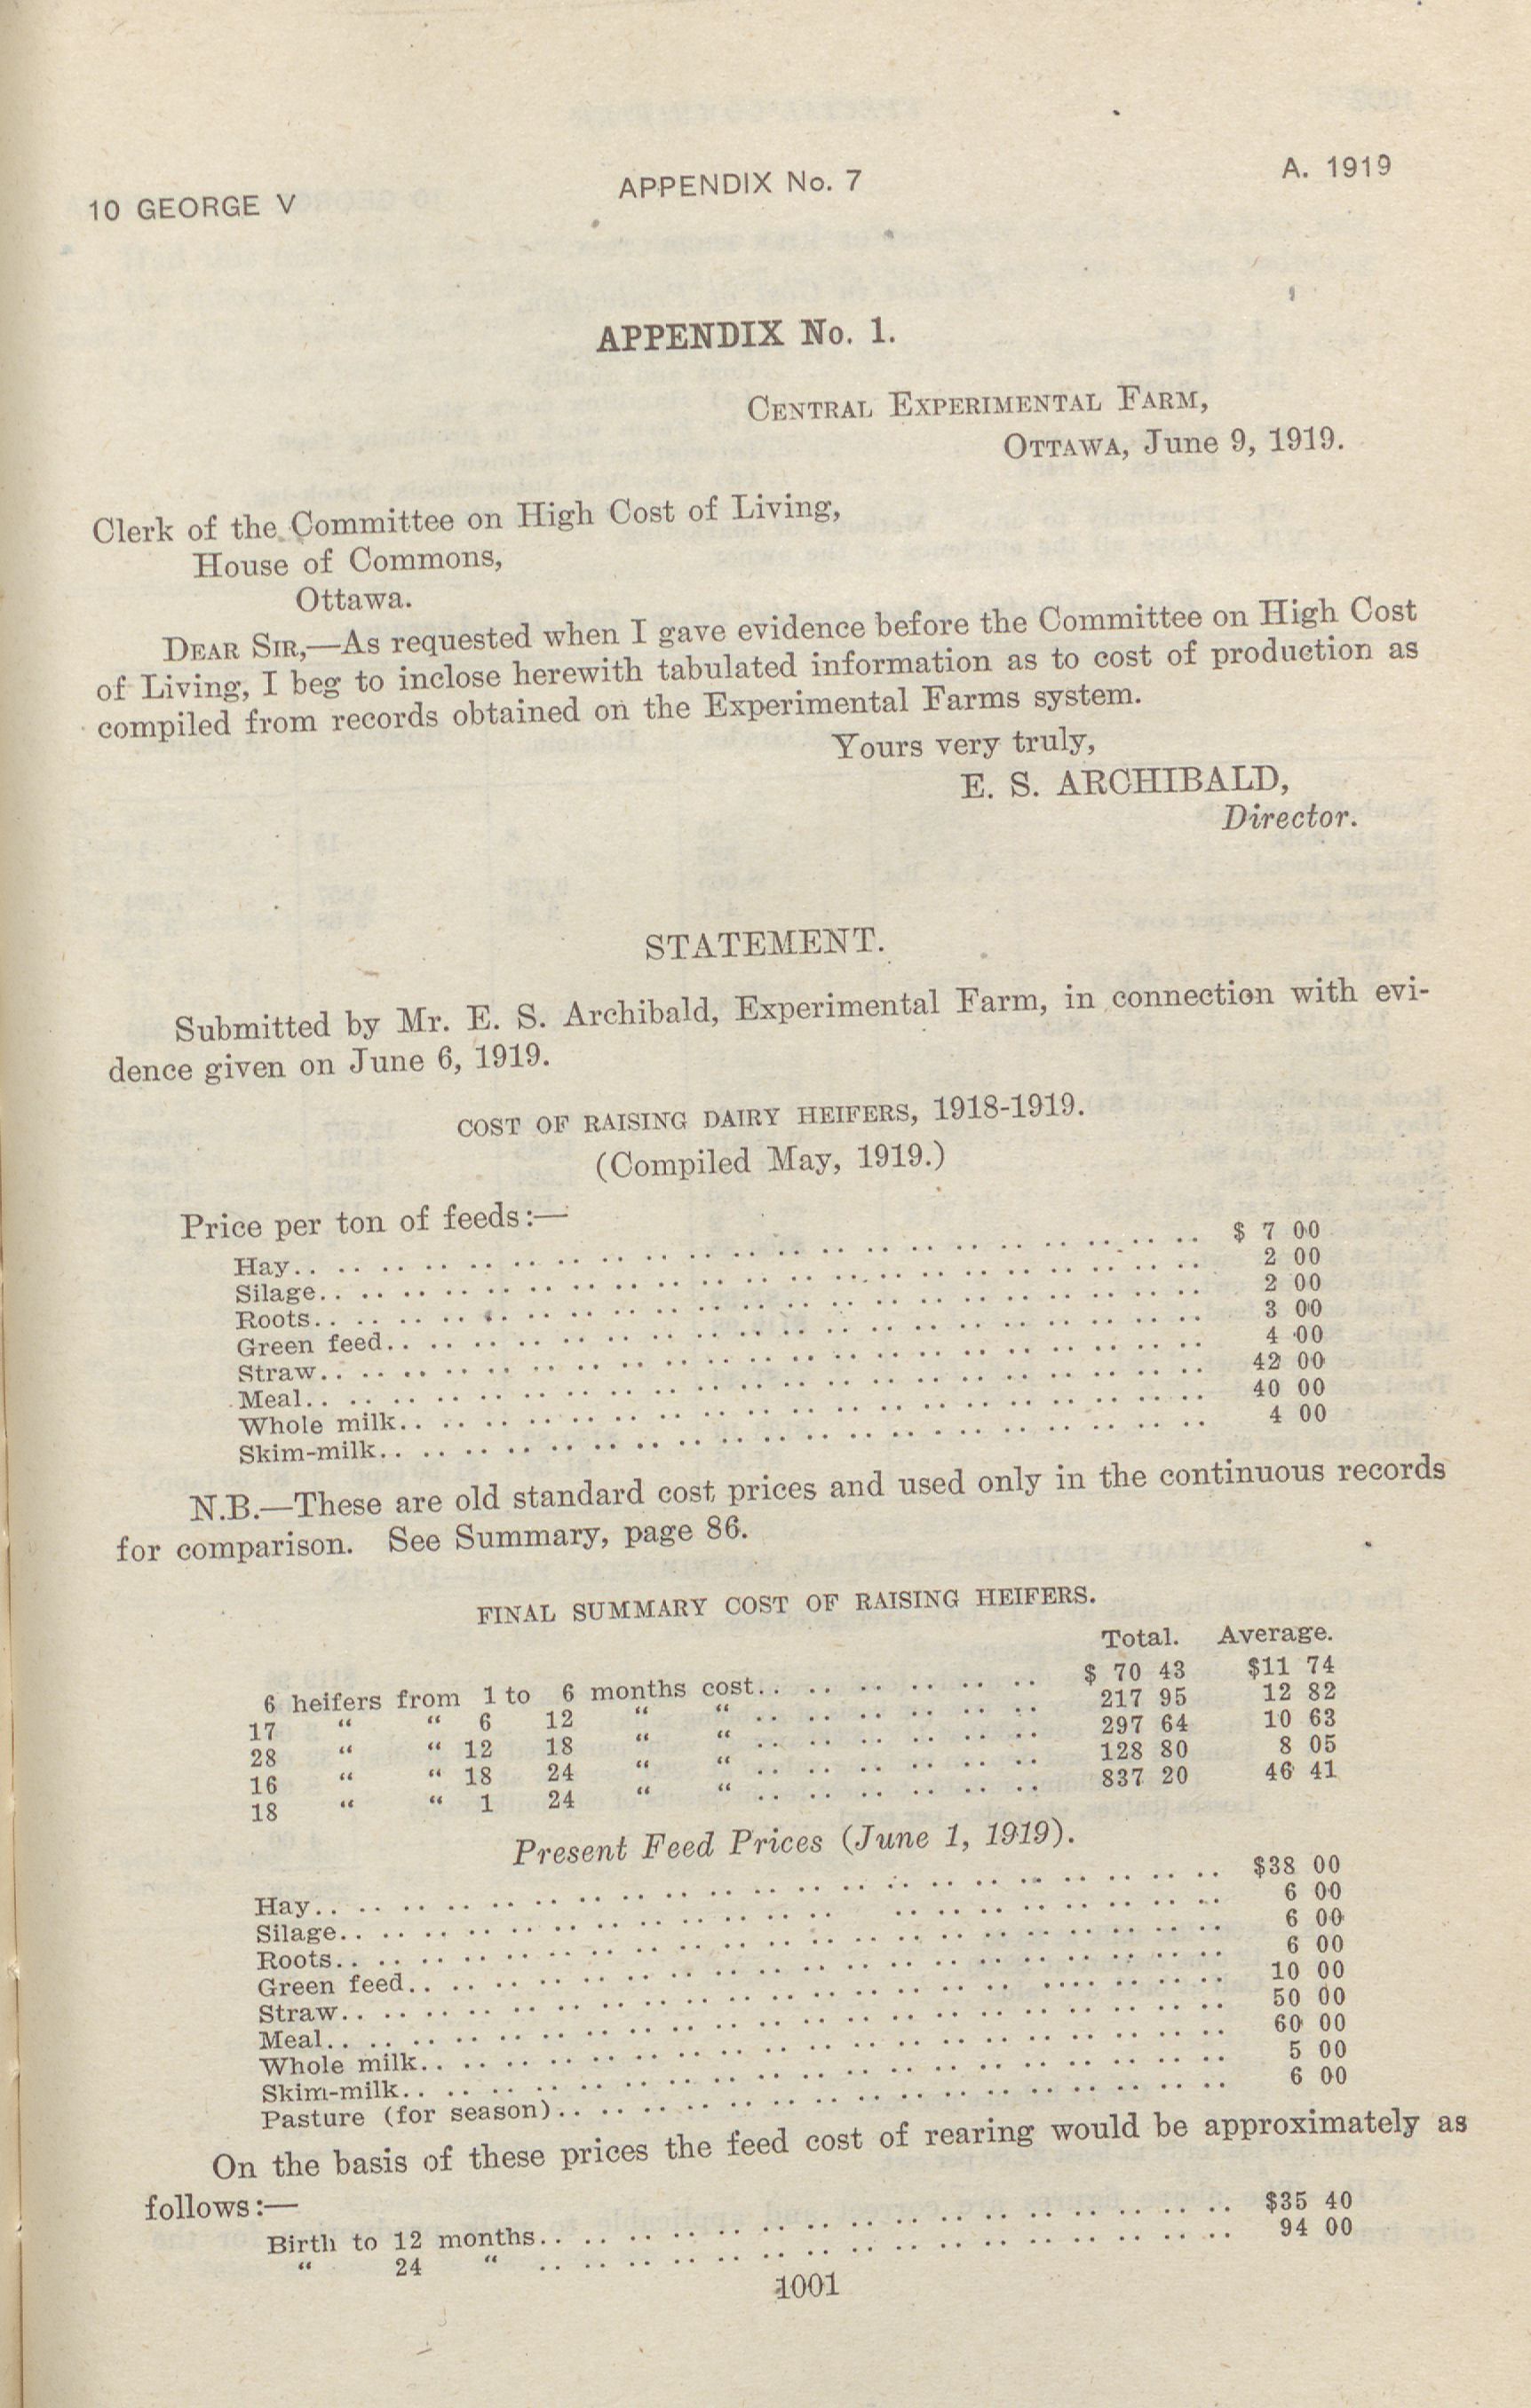 10 GEORGE V APPENDIX No. 7 A. 1919
APPENDIX No. 1.
CENTRAL EXPERIMENTAL FARM,
OTTAWA, June 9, 1919.
Clerk of the Committee on High Cost of Living,
House of Commons,
Ottawa.
DEAR SIR,—As requested when I gave evidence before the Committee on High Cost
of Living, I beg to inclose herewith tabulated information as to cost of production as
compiled from records obtained on the Experimental Farms system.
Yours very truly,
E. S. ARCHIBALD,
Director.
STATEMENT.
Submitted by Mr. E. S. Archibald, Experimental Farm, in connection with evi-
dence given on June 6, 1919.
COST OF RAISING DAIRY HEIFERS, 1918-1919.
(Compiled May, 1919.)
Price per ton of feeds:—
Hay.. .. .. .. .. .. .. .. .. .. .. .. .. .. .. .. .. .. .. .. .. $ 7 00
Silage.. .. .. .. .. .. .. .. .. .. .. .. .. .. .. .. .. .. .. .. 2 00
Roots.. .. .. .. .. .. .. .. .. .. .. .. .. .. .. .. .. .. .. .. 2 00
Green feed.. .. .. .. .. .. .. .. .. .. .. .. .. .. .. .. .. .. .. 3 00
Straw.. .. .. .. .. .. .. .. .. .. .. .. .. .. .. .. .. .. .. .. 4 00
Meal.. .. .. .. .. .. .. .. .. .. .. .. .. .. .. .. .. .. .. .. .. 42 00
Whole milk.. .. .. .. .. .. .. .. .. .. .. .. .. .. .. .. .. .. .. 40 00
Skim-milk.. .. .. .. .. .. .. .. .. .. .. .. .. .. .. .. .. .. .. 4 00
N.B.—These are old standard cost prices and used only in the continuous records
for comparison. See Summary, page 86.
FINAL SUMMARY COST OF RAISING HEIFERS.
Total. Average.
6 heifers from 1 to 6 months cost.. .. .. .. .. .. .. $ 70 43 $11 74
17 “ “ 6 12 “ “ .. .. .. .. .. .. .. 217 95 12 82
28 “ “ 12 18 “ “ .. .. .. .. .. .. .. 297 64 10 63
16 “ “ 18 24 “ “ .. .. .. .. .. .. .. 128 80 8 05
18 “ “ 1 24 “ “ .. .. .. .. .. .. .. 837 20 46 41
Present Feed Prices (June 1, 1919).
Hay.. .. .. .. .. .. .. .. .. .. .. .. .. .. .. .. .. .. .. .. .. $38 00
Silage.. .. .. .. .. .. .. .. .. .. .. .. .. .. .. .. .. .. .. .. 6 00
Roots.. .. .. .. .. .. .. .. .. .. .. .. .. .. .. .. .. .. .. .. 6 00
Green feed.. .. .. .. .. .. .. .. .. .. .. .. .. .. .. .. .. .. .. 6 00
Straw.. .. .. .. .. .. .. .. .. .. .. .. .. .. .. .. .. .. .. .. 10 00
Meal.. .. .. .. .. .. .. .. .. .. .. .. .. .. .. .. .. .. .. .. .. 50 00
Whole milk.. .. .. .. .. .. .. .. .. .. .. .. .. .. .. .. .. .. .. 60 00
Skim-milk.. .. .. .. .. .. .. .. .. .. .. .. .. .. .. .. .. .. .. 5 00
Pasture (for season).. .. .. .. .. .. .. .. .. .. .. .. .. .. .. .. 6 00
On the basis of these prices the feed cost of rearing would be approximately as
follows:—
Birth to 12 months.. .. .. .. .. .. .. .. .. .. .. .. .. .. .. .. $35 40
“ 24 “ .. .. .. .. .. .. .. .. .. .. .. .. .. .. .. .. 94 00
1001